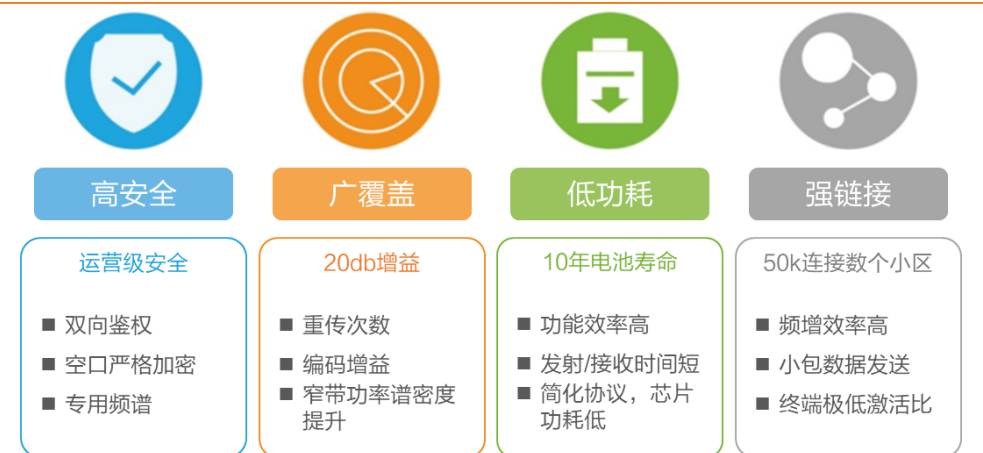 高安全
广覆盖
低功耗
强链接
运营级安全
■ 双向鉴权
■ 空口严格加密
■ 专用频谱
20db增益
■ 重传次数
■ 编码增益
■ 窄带功率谱密度
提升
10年电池寿命
■ 功能效率高
■ 发射/接收时间短
■ 简化协议，芯片
功耗低
50k连接数个小区
■ 频增效率高
■ 小包数据发送
■ 终端极低激活比